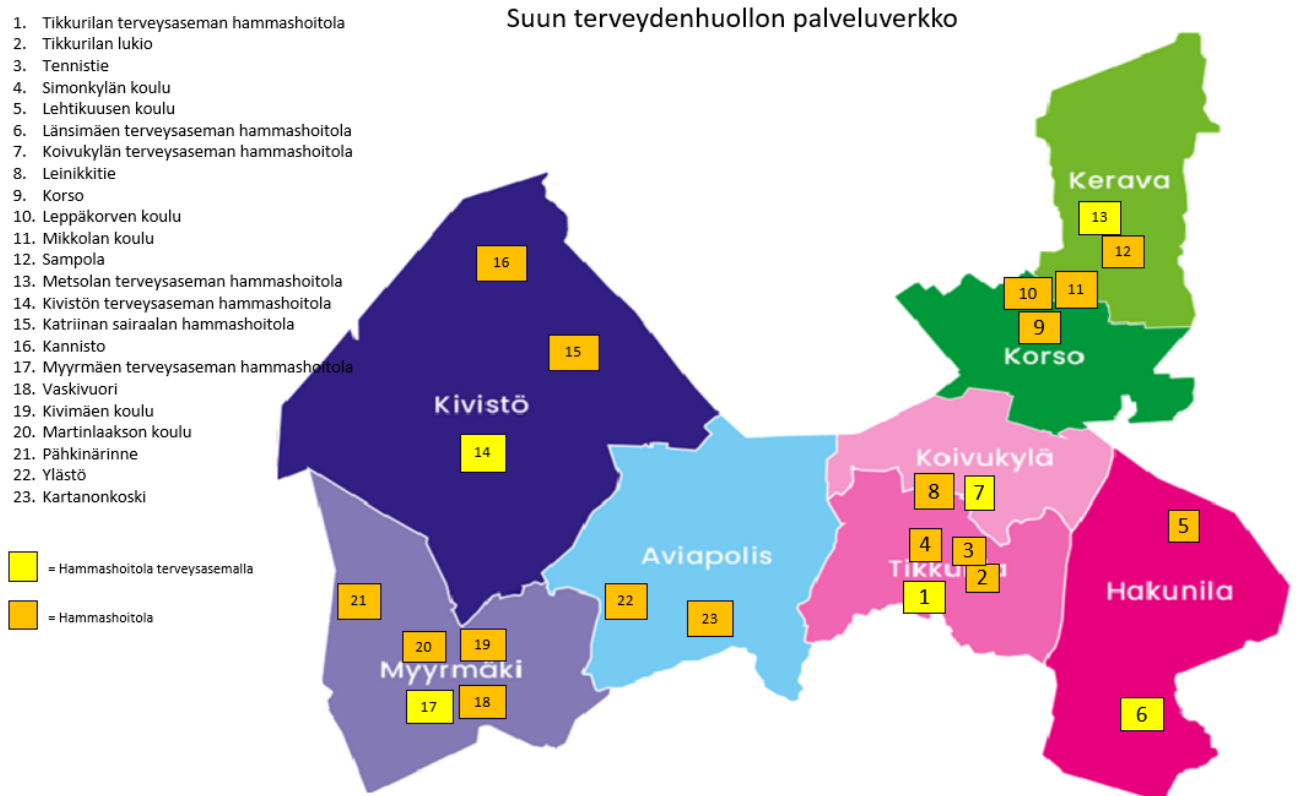 Suun terveydenhuollon palveluverkko
1. Tikkurilan terveysaseman hammashoitola
2. Tikkurilan lukio
3. Tennistie
4. Simonkylän koulu
5. Lehtikuusen koulu
6. Länsimäen terveysaseman hammashoitola
7. Koivukylän terveysaseman hammashoitola
8. Leinikkitie
9. Korso
10. Leppäkorven koulu
11. Mikkolan koulu
12. Sampola
13. Metsolan terveysaseman hammashoitola
14. Kivistön terveysaseman hammashoitola
15. Katriinan sairaalan hammashoitola
16. Kannisto
17. Myyrmäen terveysaseman hammashoitola
18. Vaskivuori
19. Kivimäen koulu
20. Martinlaakson koulu
21. Pähkinärinne
22. Ylästö
23. Kartanonkoski
= Hammashoitola terveysasemalla
= Hammashoitola
Kerava
13
12
10
11
9
Korso
16
15
Kivistö
14
Koivukylä
8
7
5
4
3
Tikkurila
2
1
Aviapolis
22
23
Hakunila
6
21
20
19
Myyrmäki
17
18